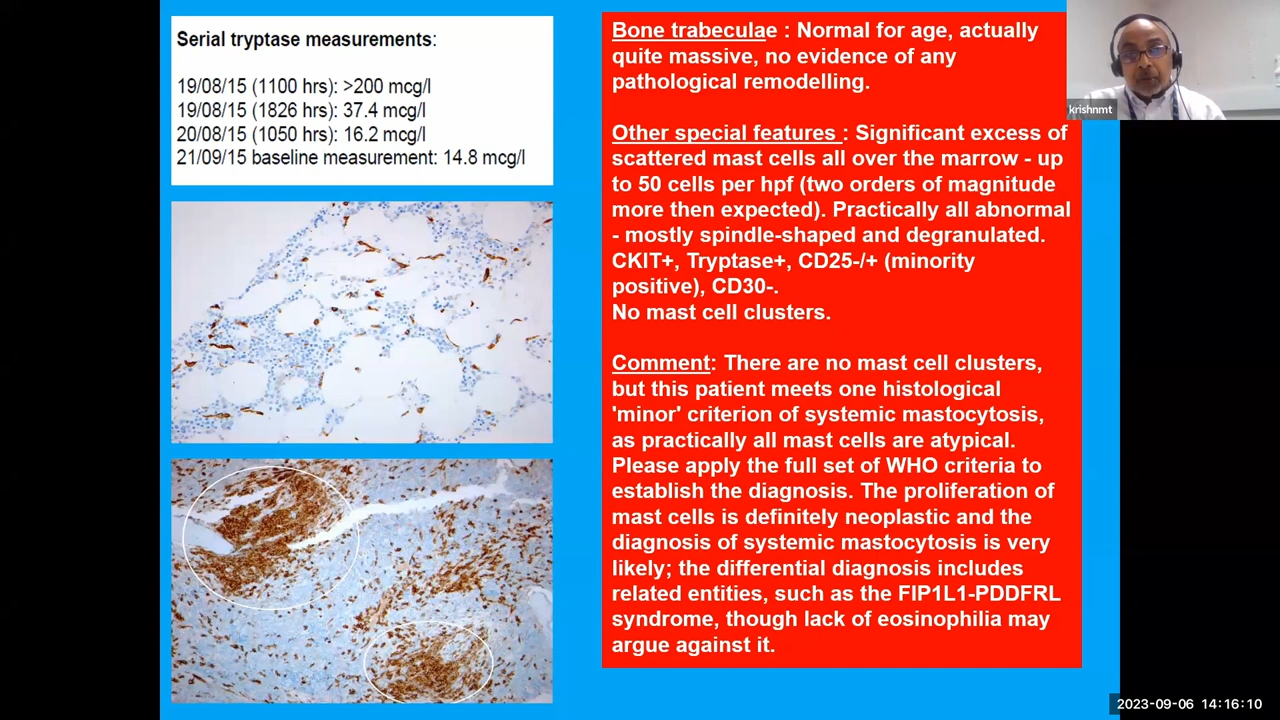 Serial tryptase measurements:
19/08/15 (1100 hrs): >200 mcg/l
19/08/15 (1826 hrs): 37.4 mcg/l
20/08/15 (1050 hrs): 16.2 mcg/l
21/09/15 baseline measurement: 14.8 mcg/l
Bone trabeculae : Normal for age, actually
quite massive, no evidence of any
pathological remodelling.
Other special features : Significant excess of
scattered mast cells all over the marrow - up
to 50 cells per hpf (two orders of magnitude
more then expected). Practically all abnormal
- mostly spindle-shaped and degranulated.
CKIT+, Tryptase+, CD25-/+ (minority
positive), CD30-.
No mast cell clusters.
Comment: There are no mast cell clusters,
but this patient meets one histological
'minor' criterion of systemic mastocytosis,
as practically all mast cells are atypical.
Please apply the full set of WHO criteria to
establish the diagnosis. The proliferation of
mast cells is definitely neoplastic and the
diagnosis of systemic mastocytosis is very
likely; the differential diagnosis includes
related entities, such as the FIP1L1-PDDFRL
syndrome, though lack of eosinophilia may
argue against it.
krishnmt
2023-09-06 14:16:10